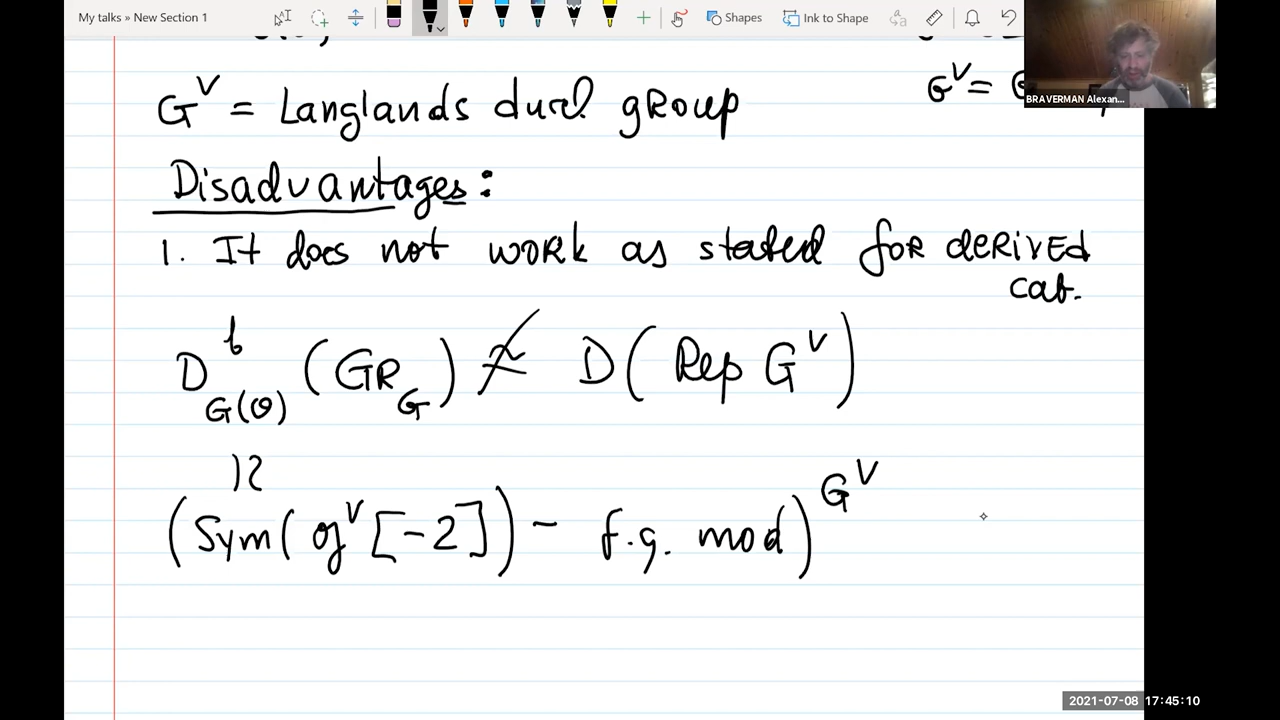 My talks » New Section 1
Shapes
Ink to Shape
BRAVERMAN Alexan...
G^V = Langlands dual group
G^V =
Disadvantages:
1. It does not work as stated for derived
cat.
D^b_{G(O)} (Gr_G) ≄ D(Rep G^V)
≀≀
(Sym(𝔤^V[-2]) - f.g. mod)^{G^V}
2021-07-08 17:45:10